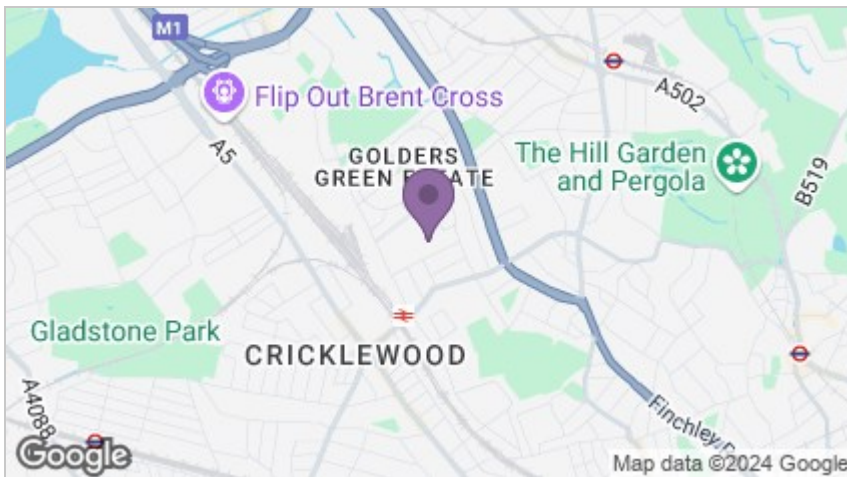 M1
Flip Out Brent Cross
A5
A502
GOLDERS
GREEN ESTATE
The Hill Garden
and Pergola
B519
Gladstone Park
CRICKLEWOOD
A4088
Finchley
Google
Map data ©2024 Google